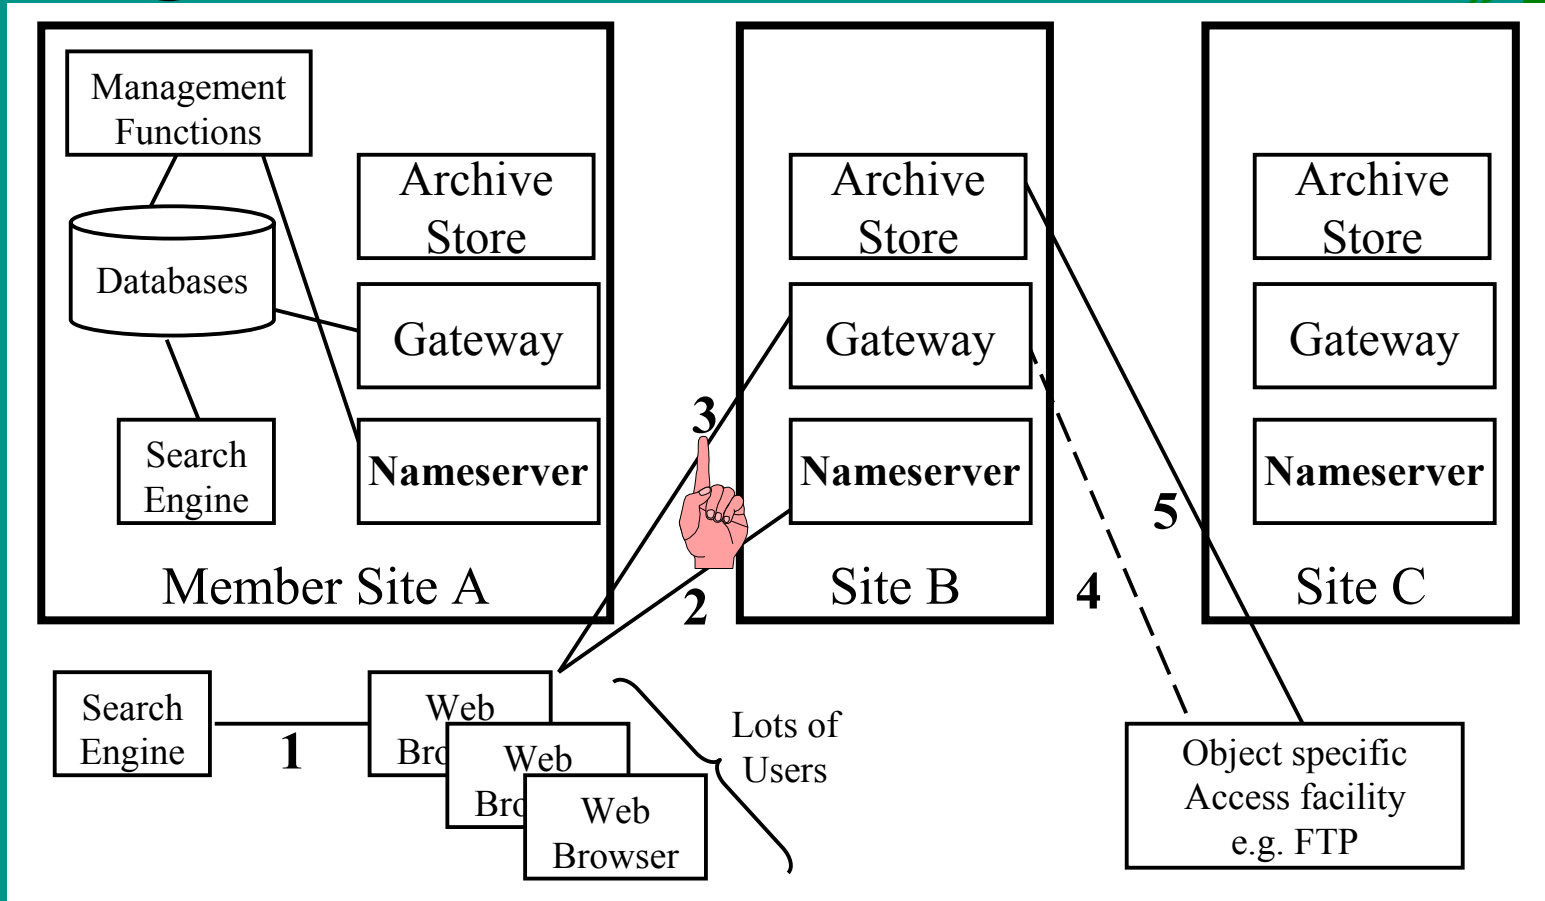 Management
Functions
Databases
Search
Engine
Archive
Store
Gateway
Nameserver
Member Site A
Archive
Store
Gateway
Nameserver
Site B
Archive
Store
Gateway
Nameserver
Site C
3
2
4
5
Search
Engine
1
Web
Bro
Web
Bro
Web
Browser
Lots of
Users
Object specific
Access facility
e.g. FTP